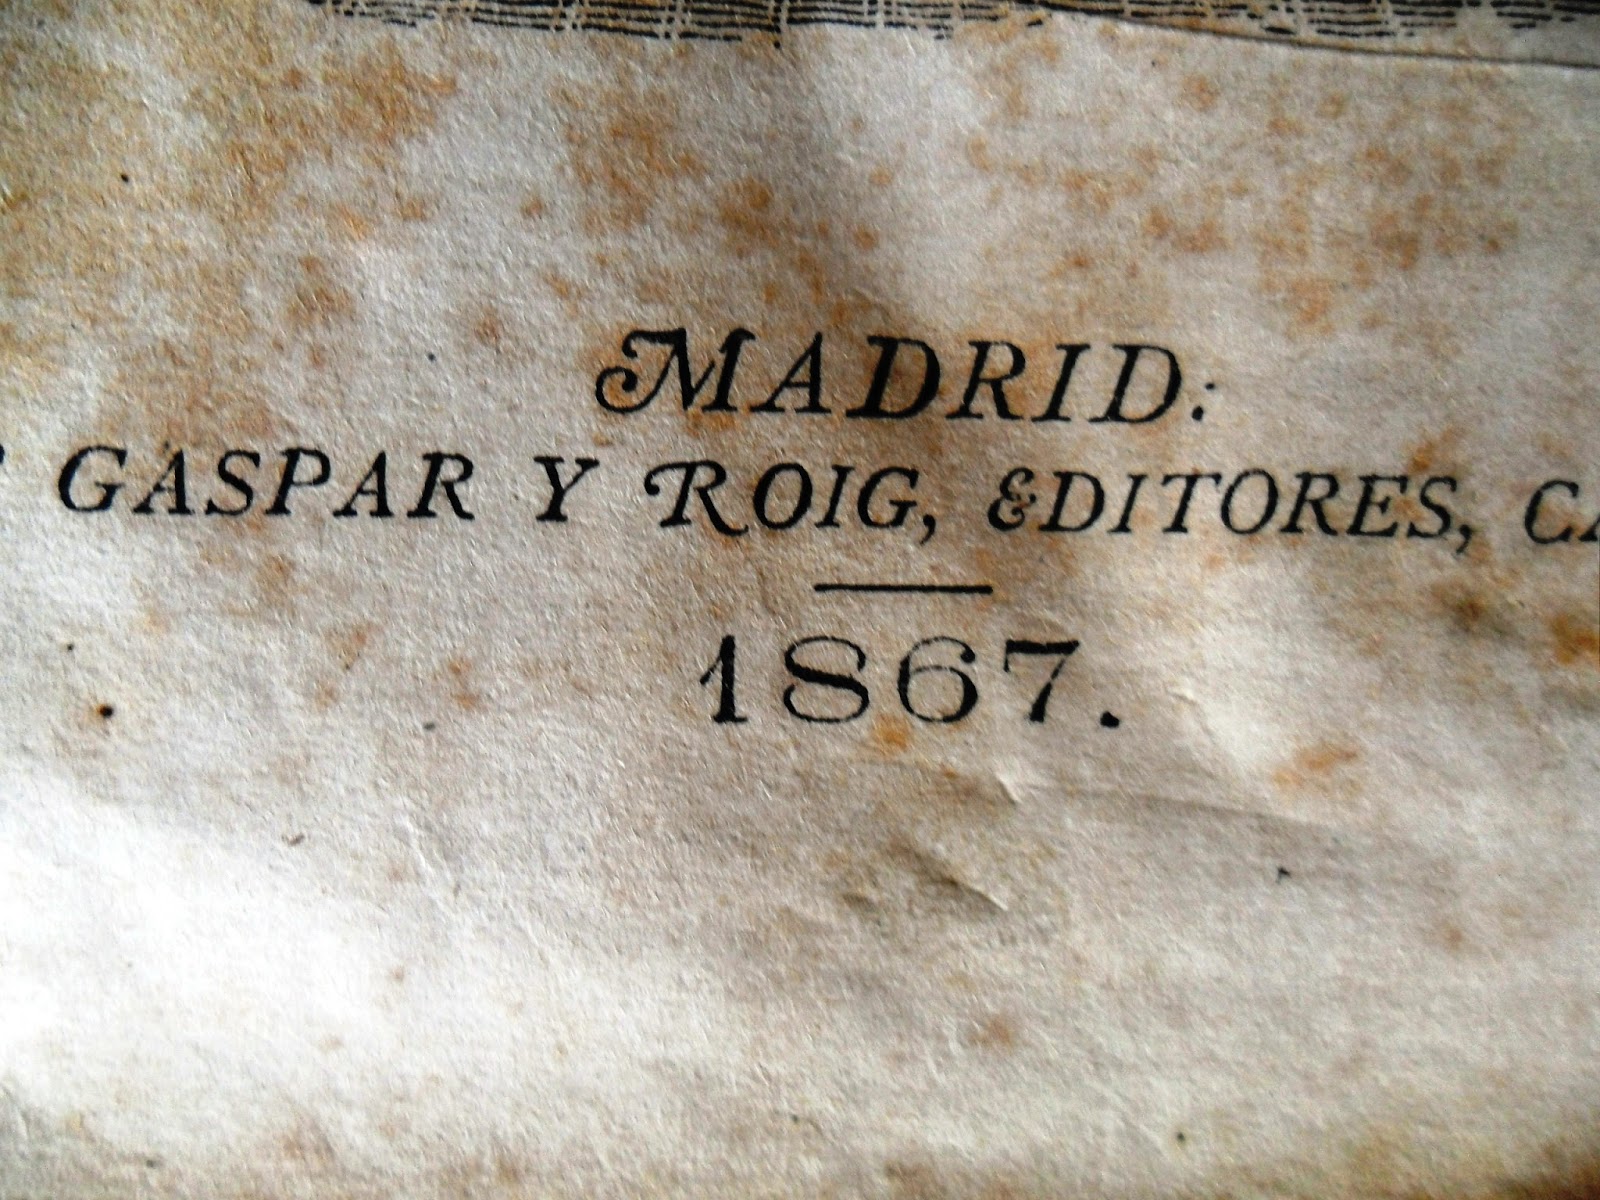 MADRID:
GASPAR Y ROIG, EDITORES,
1867.